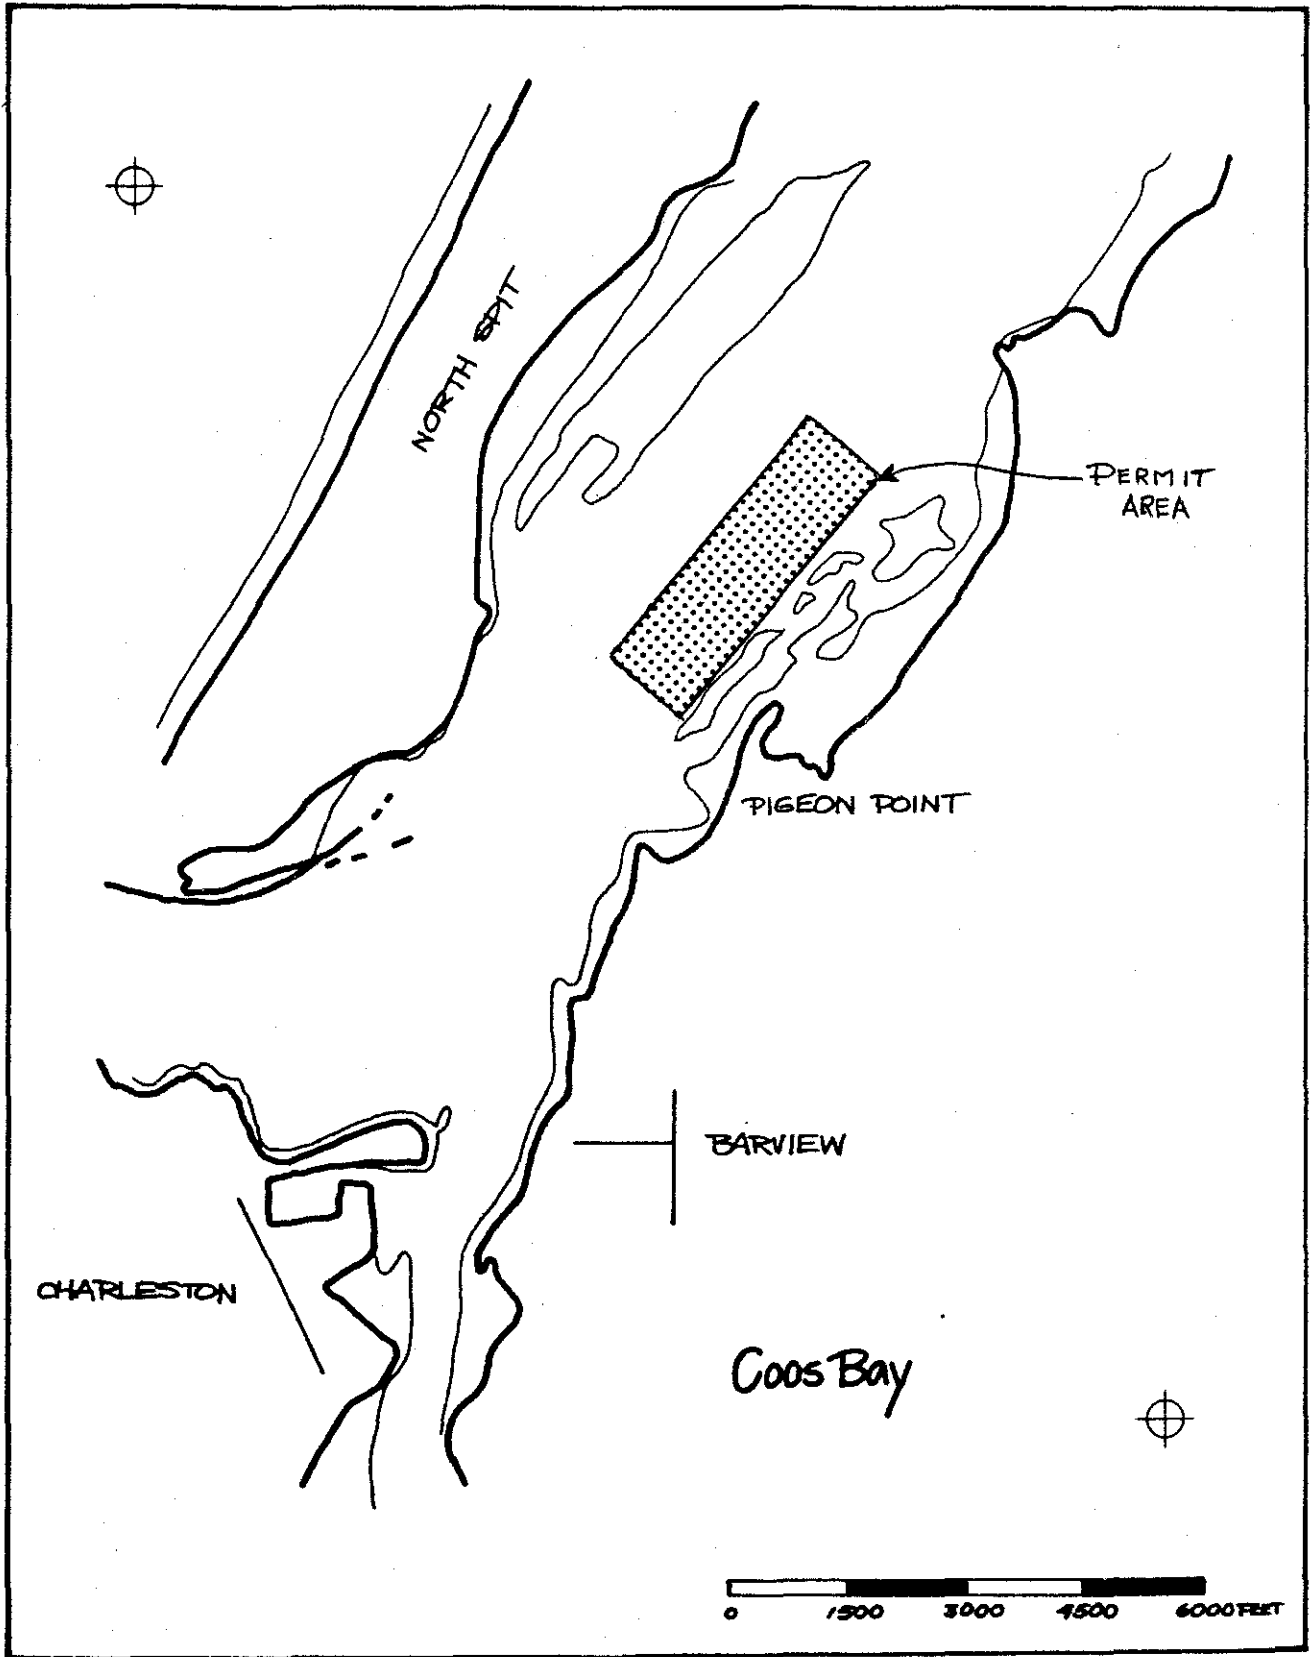 NORTH SPIT
PERMIT
AREA
PIGEON POINT
BARVIEW
CHARLESTON
Coos Bay
0 1500 3000 4500 6000 FEET